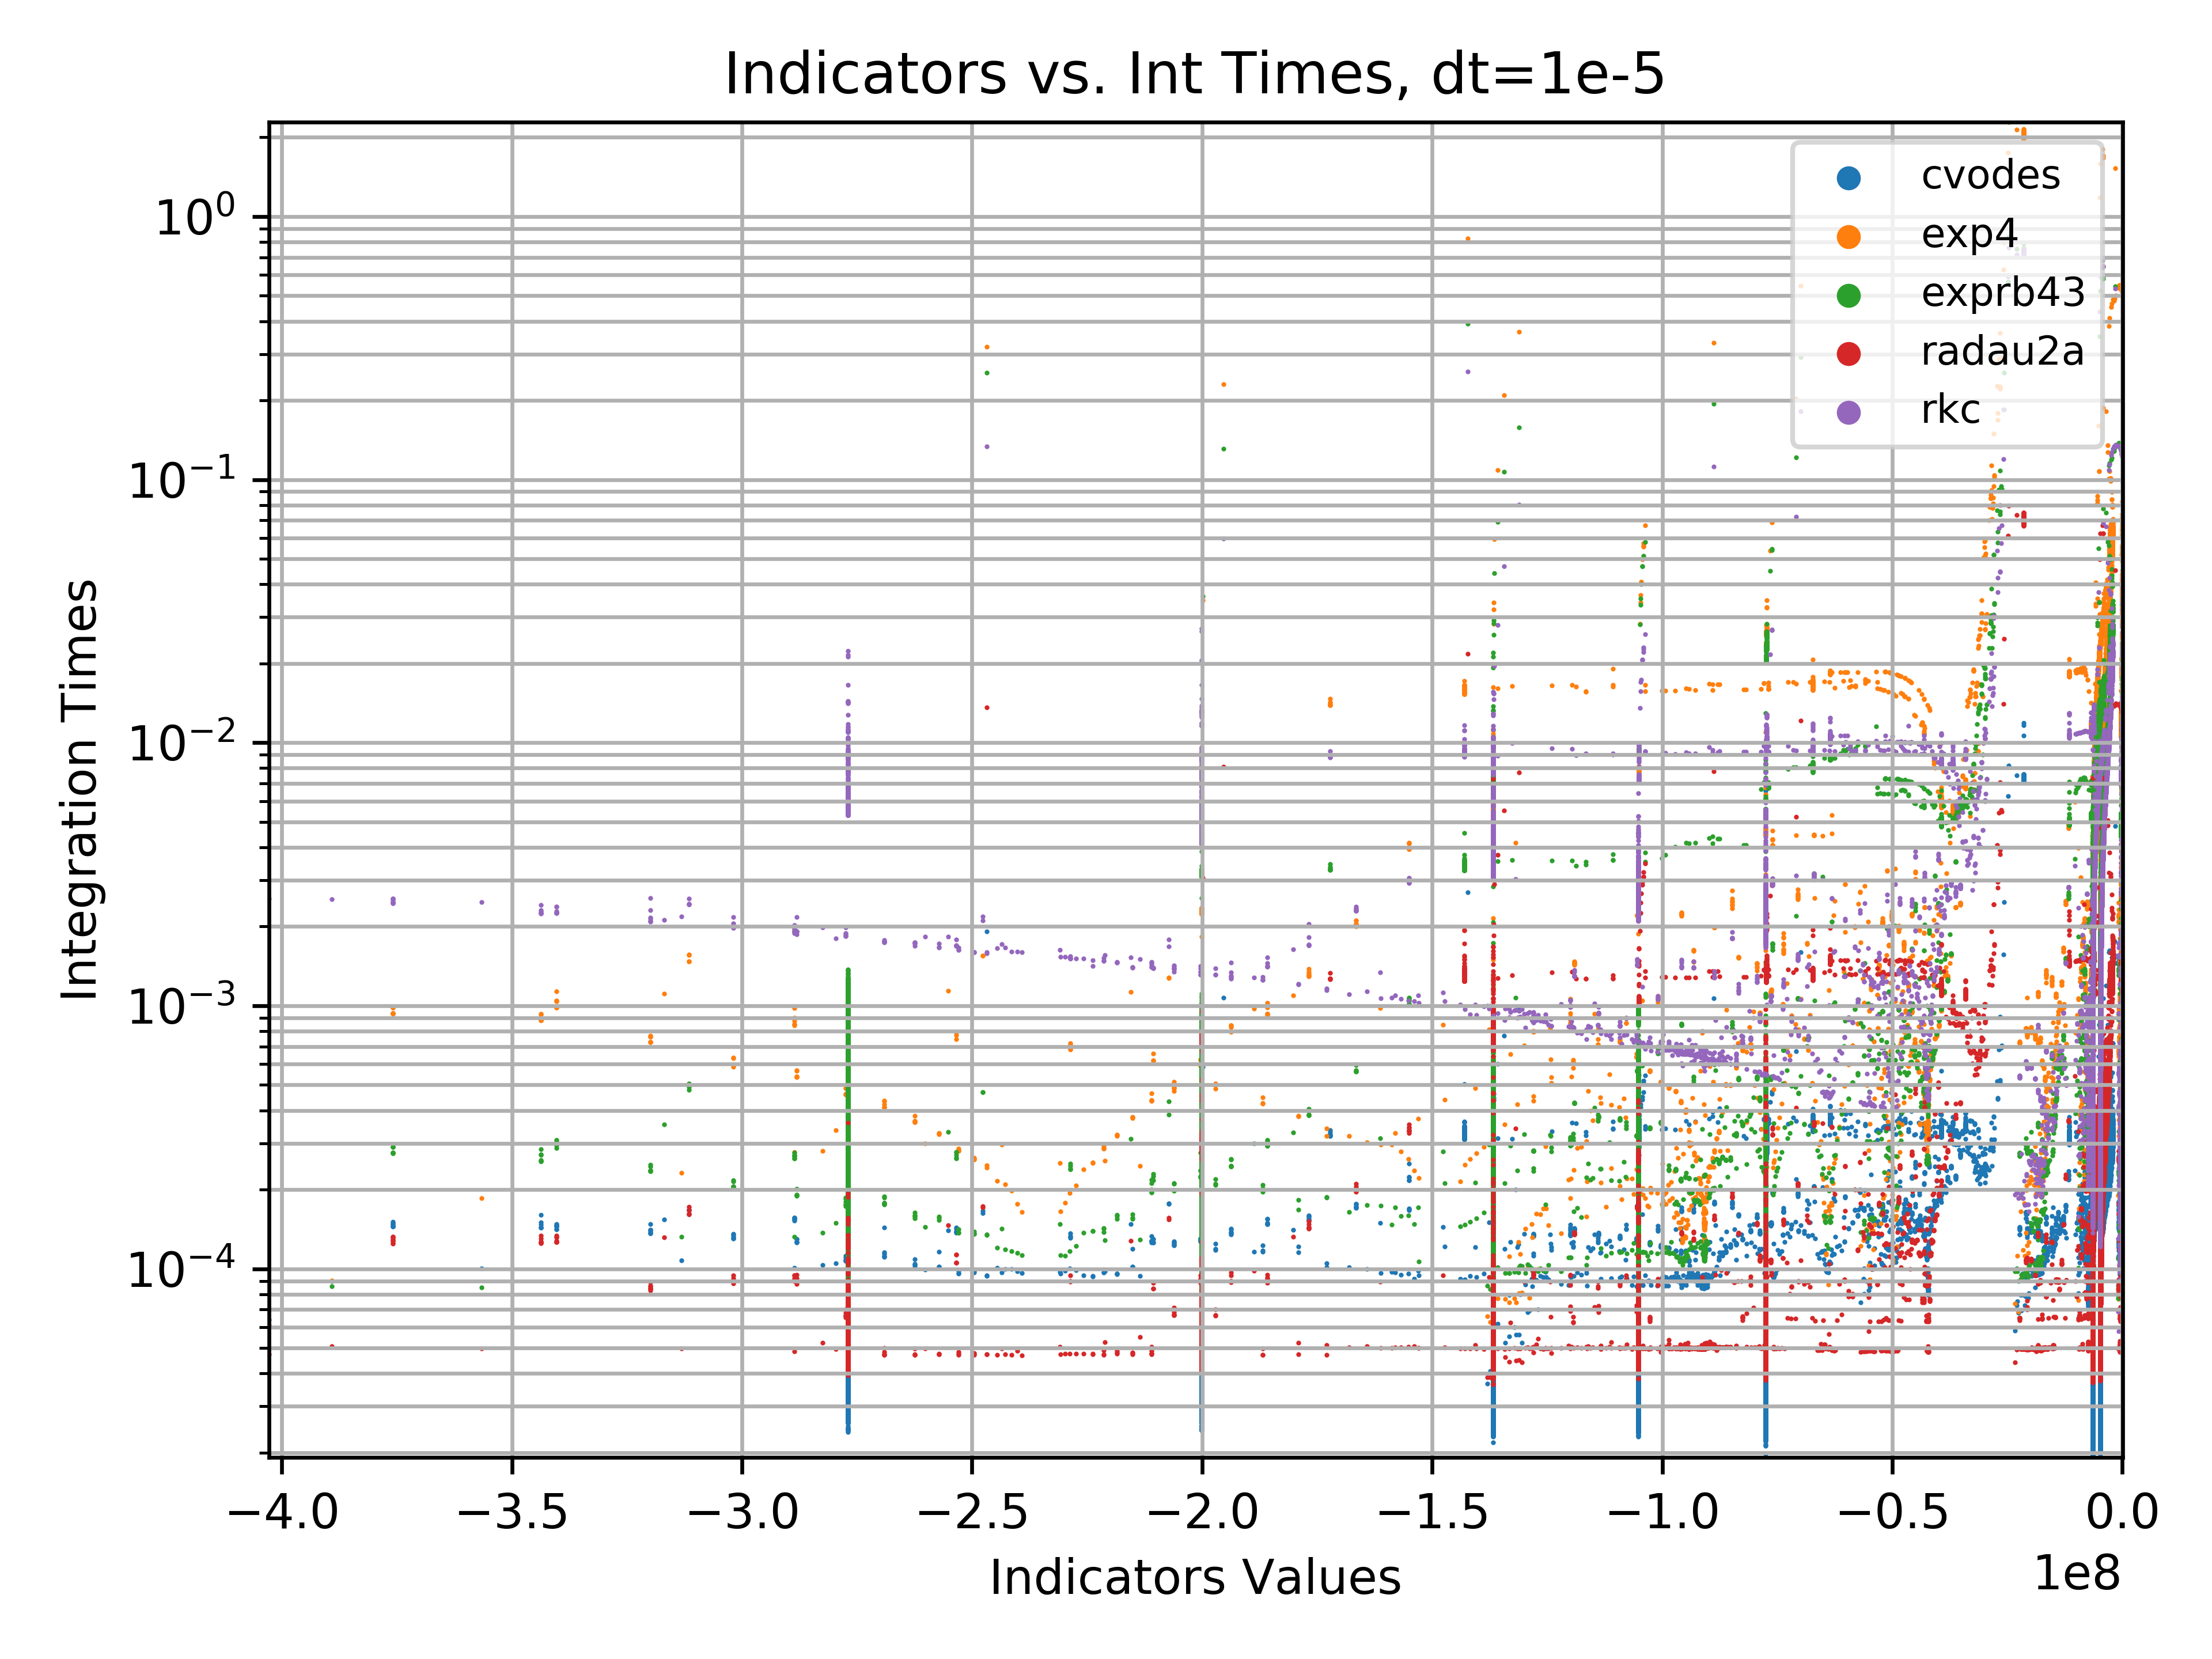 Indicators vs. Int Times, dt=1e-5
cvodes
exp4
exprb43
radau2a
rkc
10⁰
10⁻¹
10⁻²
10⁻³
10⁻⁴
Integration Times
−4.0 −3.5 −3.0 −2.5 −2.0 −1.5 −1.0 −0.5 0.0
1e8
Indicators Values